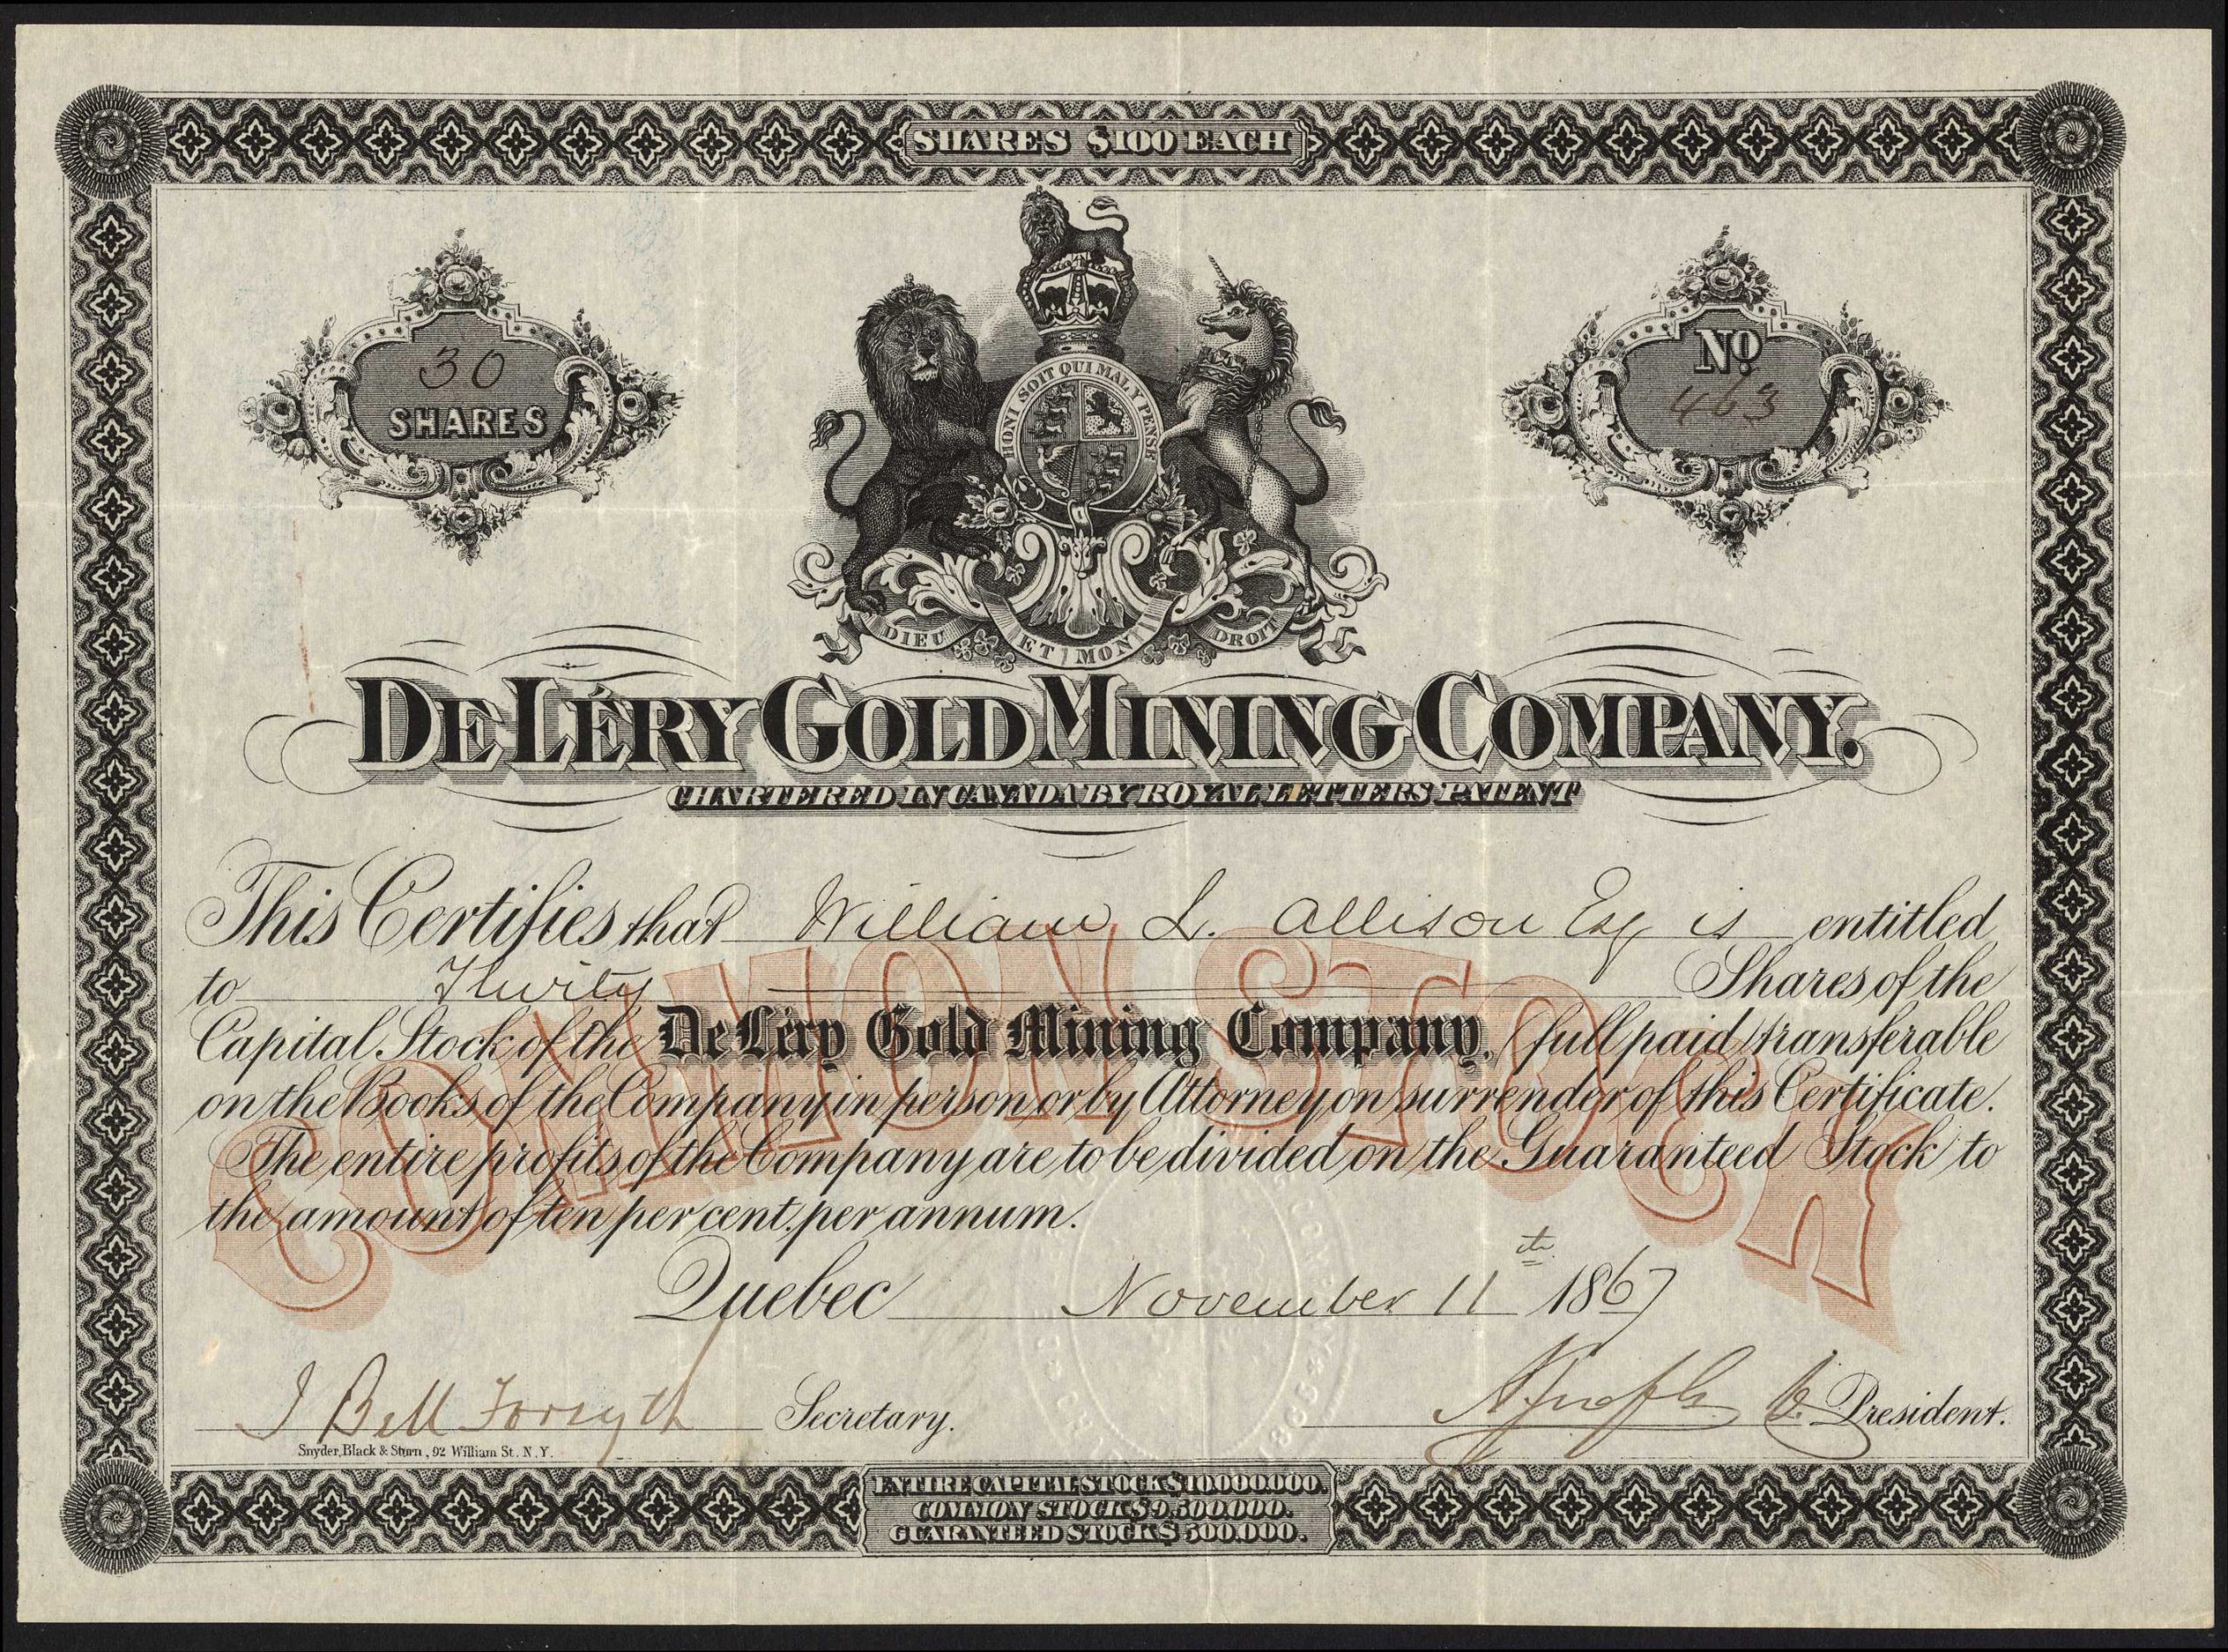 SHARES $100 EACH
30
SHARES
No
463
HONI SOIT QUI MAL Y PENSE
DIEU ET MON DROIT
DE LÉRY GOLD MINING COMPANY.
CHARTERED IN CANADA BY ROYAL LETTERS PATENT
This Certifies that William L. Allison Esq is entitled
to Thirty Shares of the
Capital Stock of the De Léry Gold Mining Company, full paid transferable
on the Books of the Company in person or by Attorney on surrender of this Certificate.
The entire profits of the Company are to be divided on the Guaranteed Stock to
the amount of ten per cent. per annum.
COMMON STOCK
Quebec November 11th 1867
J Bell Forsyth Secretary.
President.
Snyder, Black & Sturn, 92 William St. N.Y.
ENTIRE CAPITAL STOCK $10,000,000.
COMMON STOCK $9,500,000.
GUARANTEED STOCK $500,000.